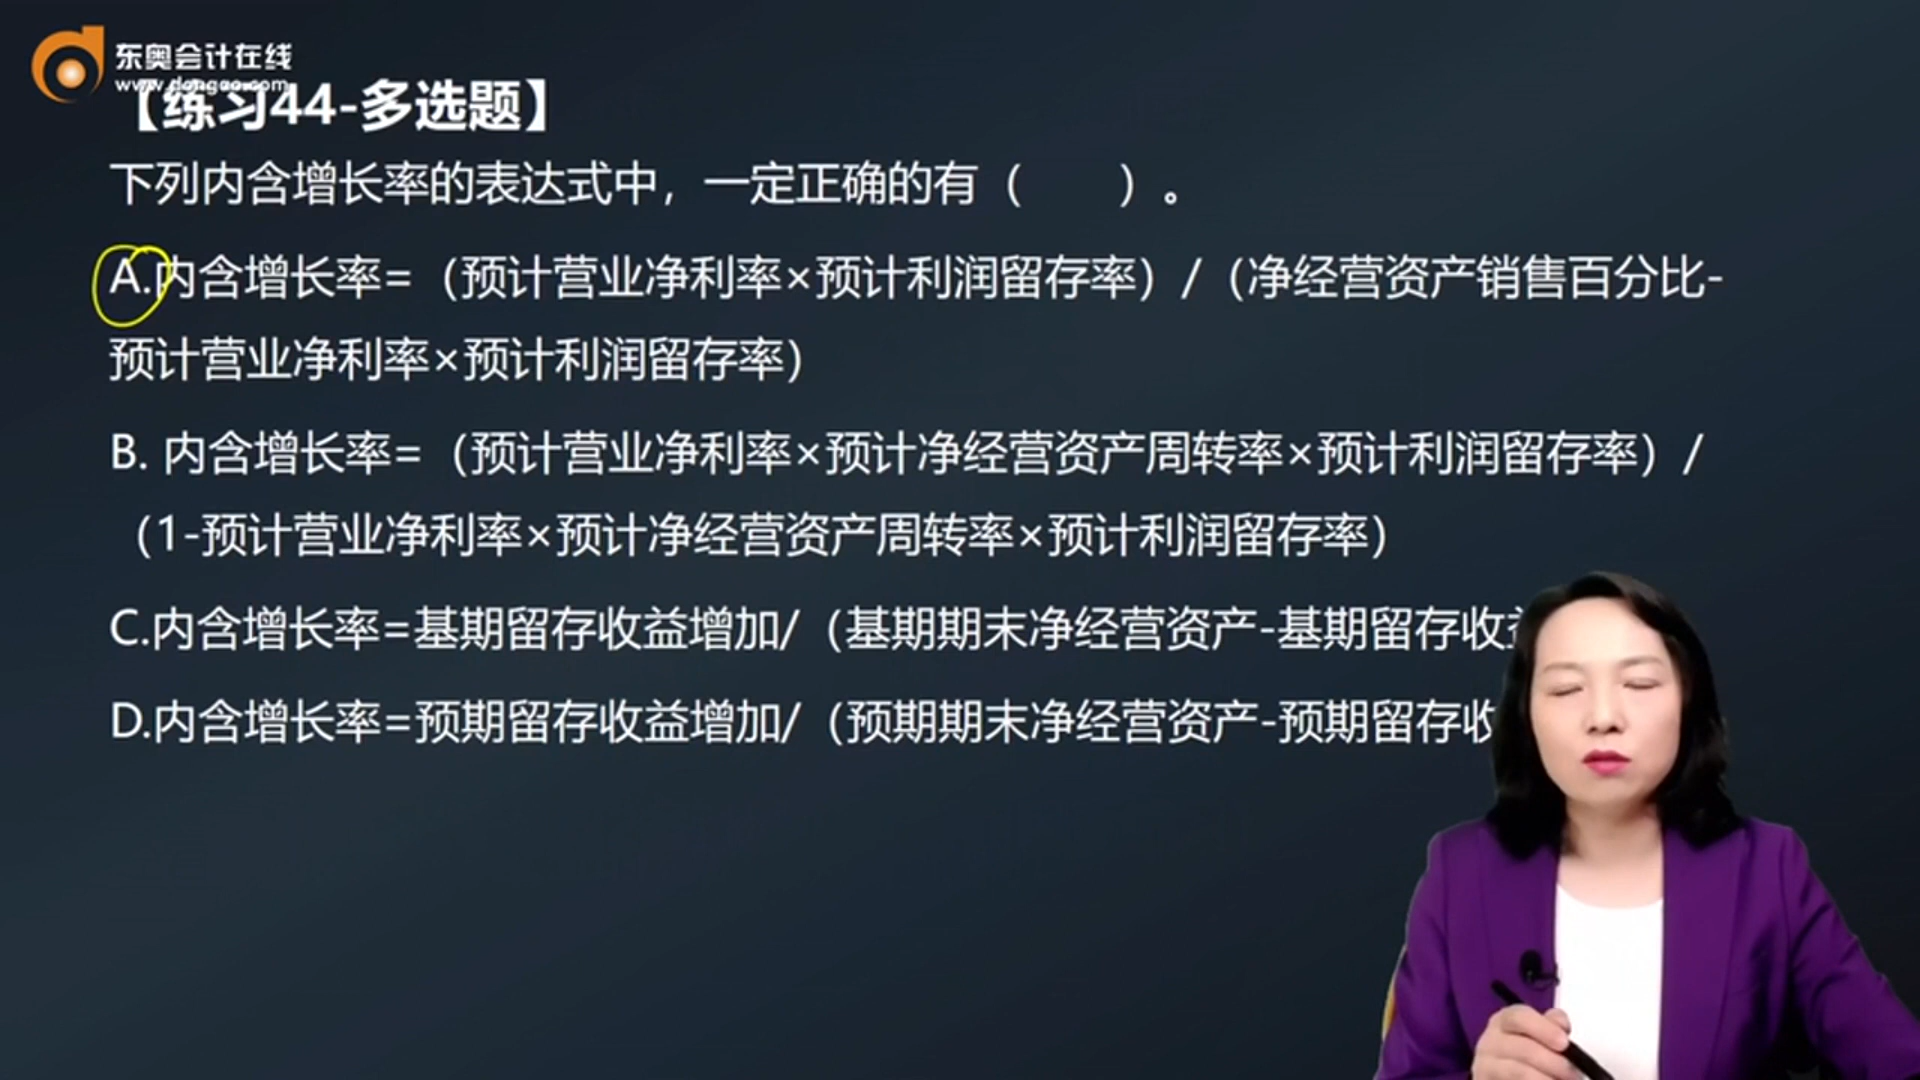 东奥会计在线
www.dongao.com
【练习44-多选题】
下列内含增长率的表达式中，一定正确的有（　　）。
A.内含增长率=（预计营业净利率×预计利润留存率）/（净经营资产销售百分比-
预计营业净利率×预计利润留存率）
B. 内含增长率=（预计营业净利率×预计净经营资产周转率×预计利润留存率）/
（1-预计营业净利率×预计净经营资产周转率×预计利润留存率）
C.内含增长率=基期留存收益增加/（基期期末净经营资产-基期留存收
D.内含增长率=预期留存收益增加/（预期期末净经营资产-预期留存收